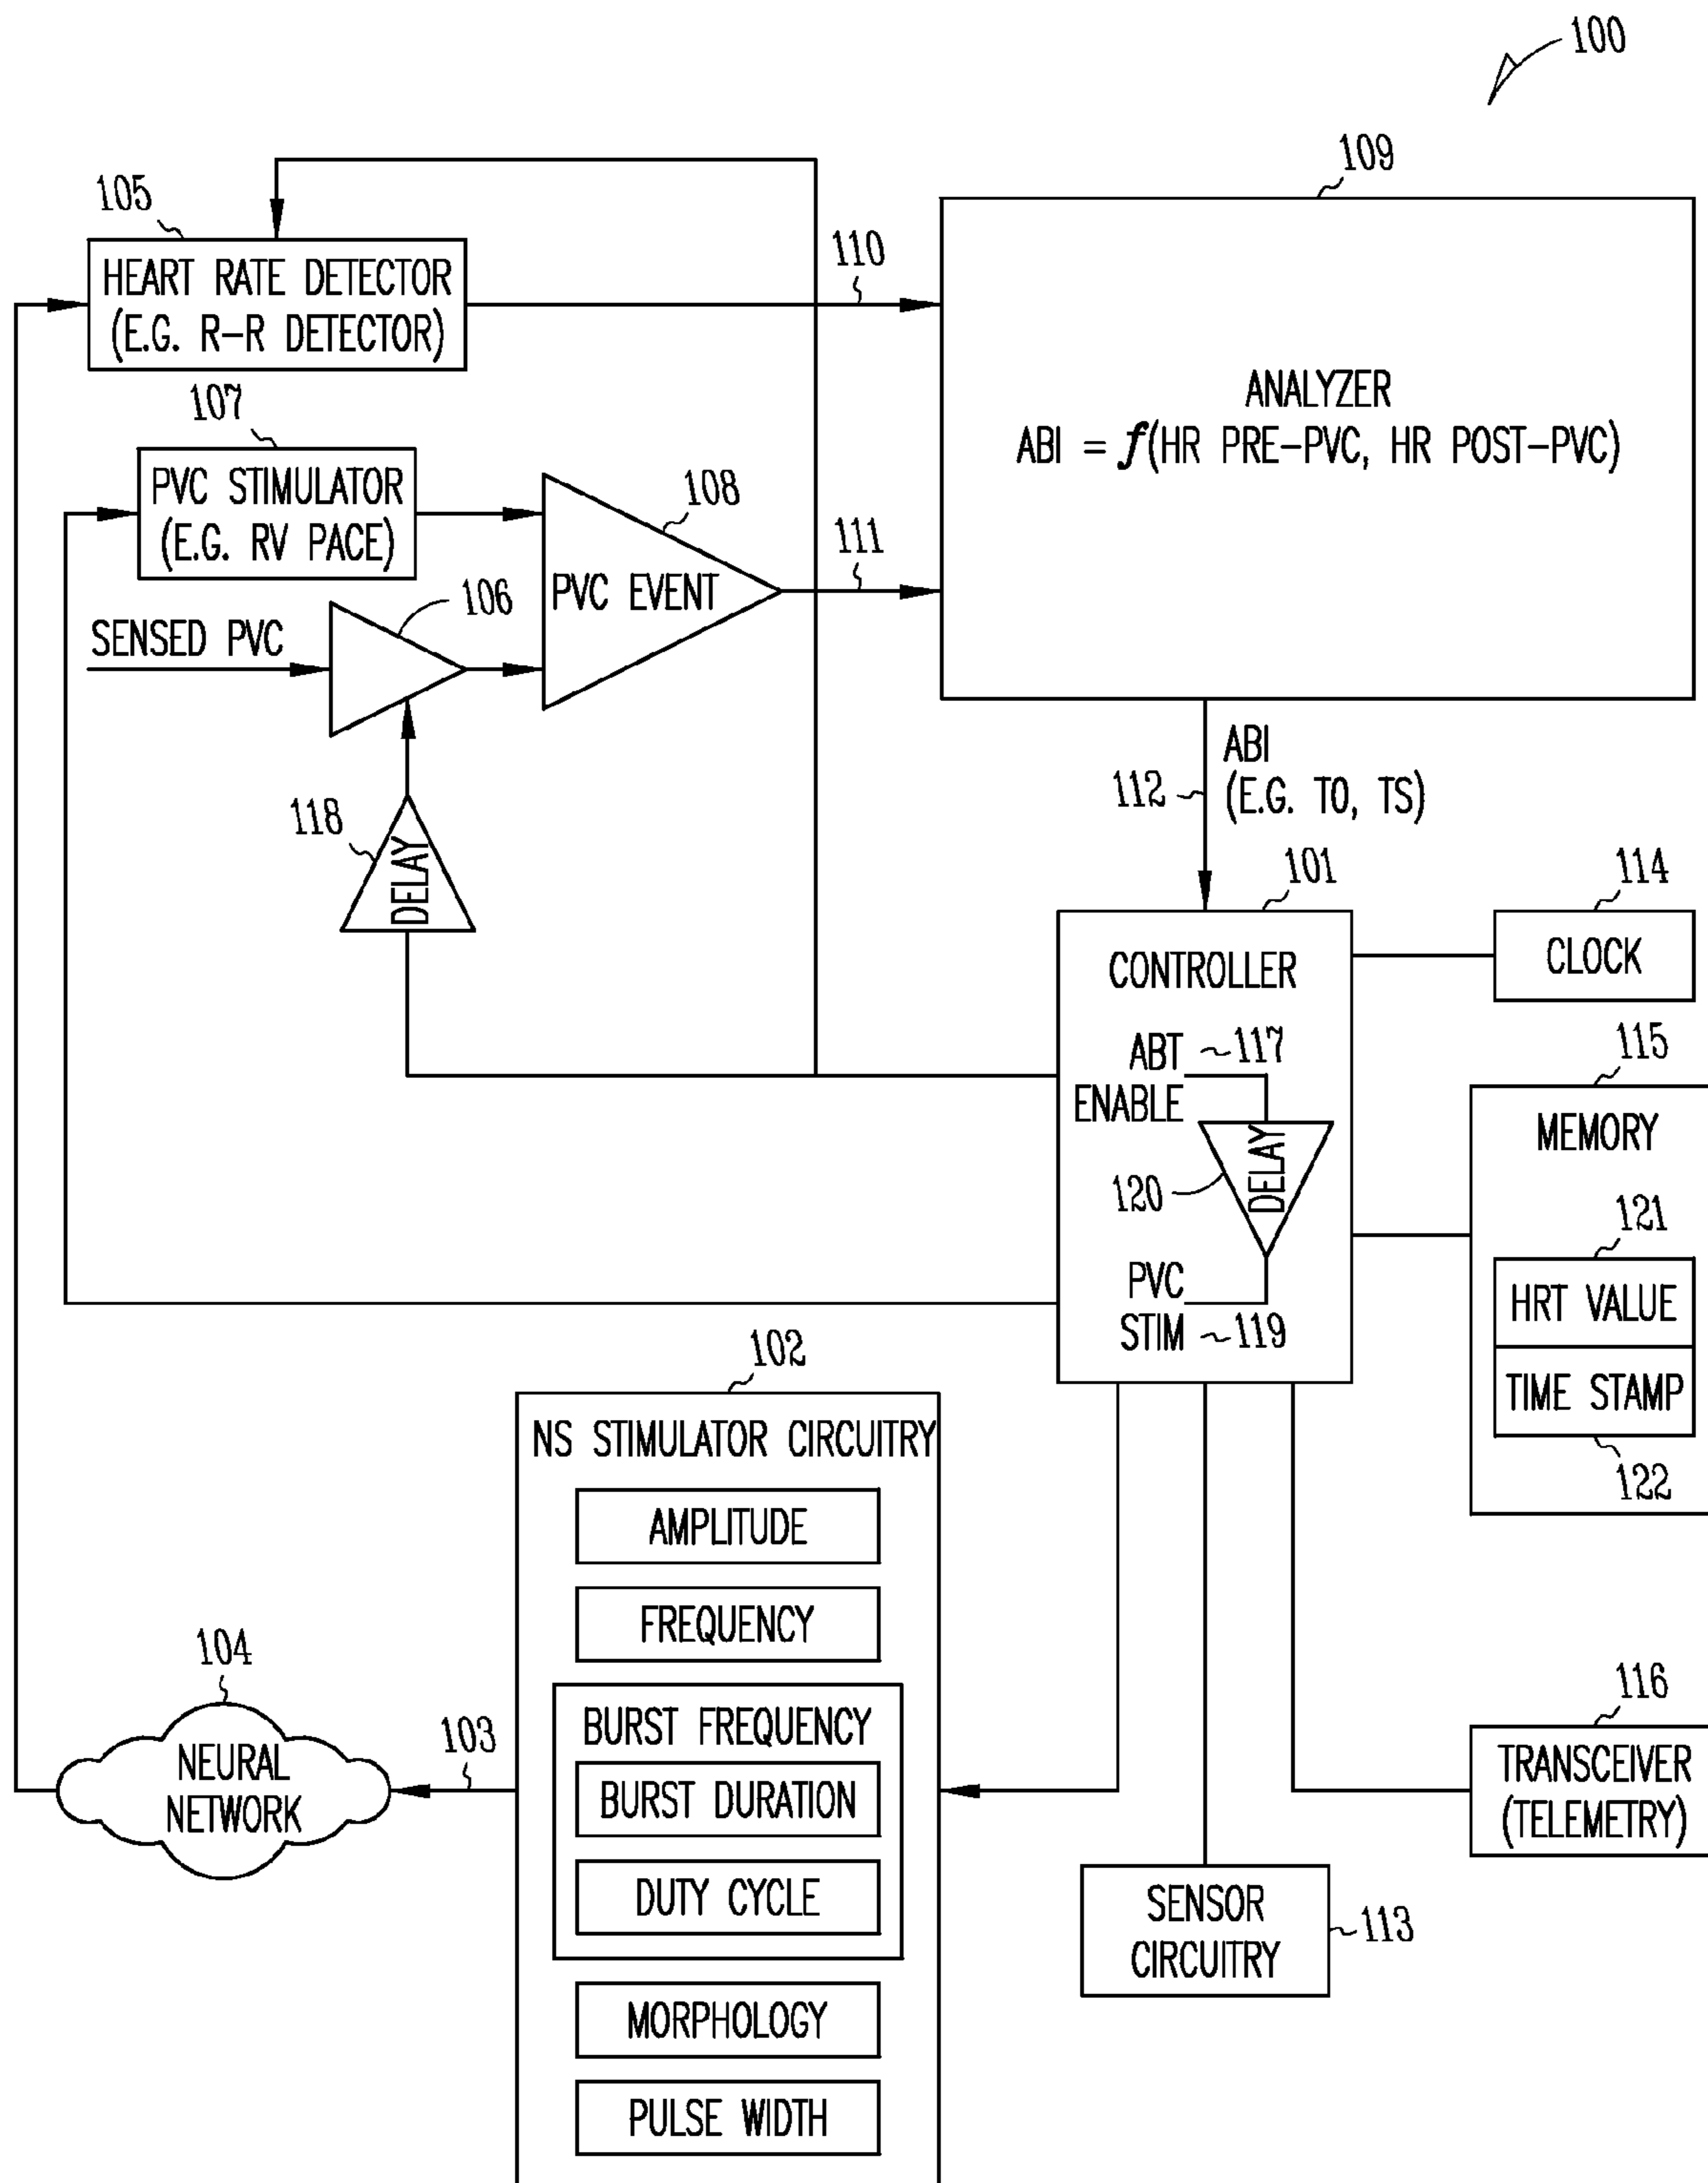 100
109
105
HEART RATE DETECTOR
(E.G. R-R DETECTOR)
110
107
PVC STIMULATOR
(E.G. RV PACE)
108
PVC EVENT
111
ANALYZER
ABI = f(HR PRE-PVC, HR POST-PVC)
SENSED PVC
106
118
DELAY
112
ABI
(E.G. TO, TS)
101
CONTROLLER
ABT
ENABLE
117
DELAY
120
PVC
STIM
119
114
CLOCK
115
MEMORY
121
HRT VALUE
TIME STAMP
122
102
NS STIMULATOR CIRCUITRY
AMPLITUDE
FREQUENCY
BURST FREQUENCY
BURST DURATION
DUTY CYCLE
MORPHOLOGY
PULSE WIDTH
104
NEURAL
NETWORK
103
116
TRANSCEIVER
(TELEMETRY)
SENSOR
CIRCUITRY
113